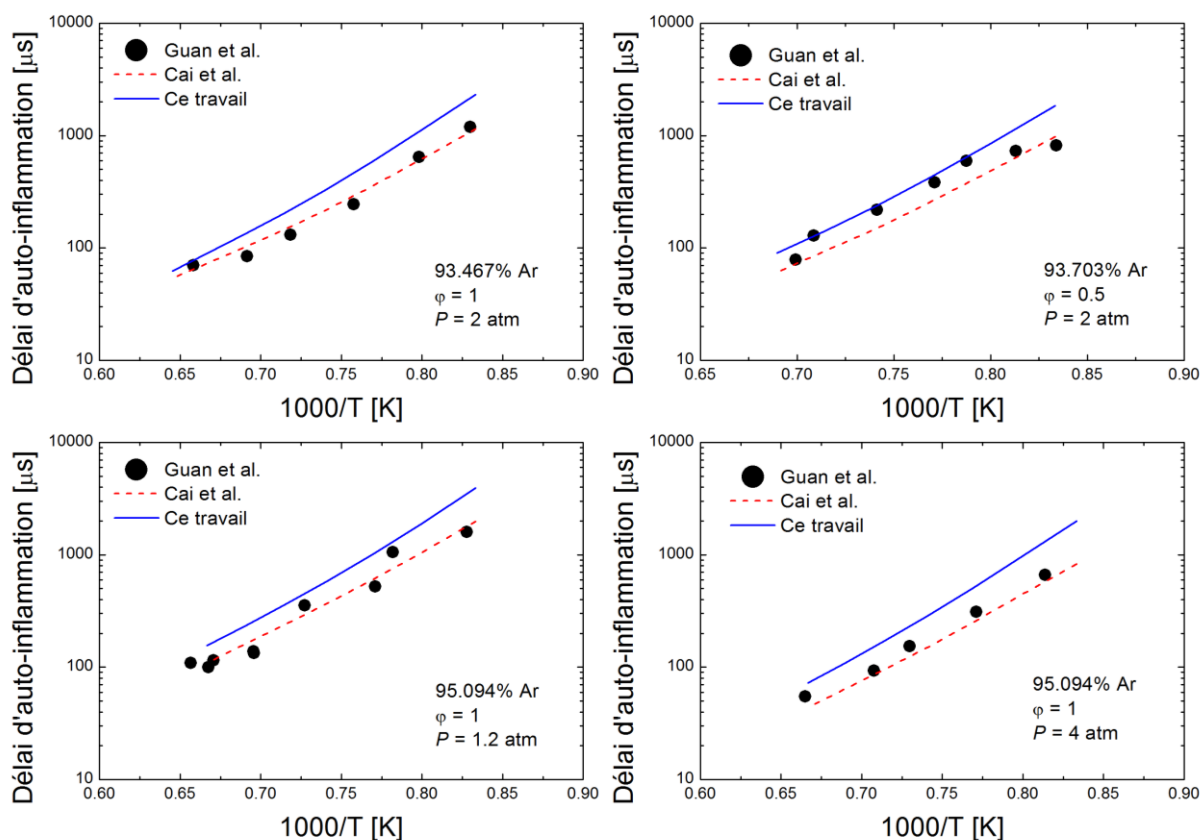 10000
1000
100
10
Délai d'auto-inflammation [µs]
Guan et al.
Cai et al.
Ce travail
93.467% Ar
φ = 1
P = 2 atm
0.60 0.65 0.70 0.75 0.80 0.85 0.90
1000/T [K]
10000
1000
100
10
Délai d'auto-inflammation [µs]
Guan et al.
Cai et al.
Ce travail
93.703% Ar
φ = 0.5
P = 2 atm
0.60 0.65 0.70 0.75 0.80 0.85 0.90
1000/T [K]
10000
1000
100
10
Délai d'auto-inflammation [µs]
Guan et al.
Cai et al.
Ce travail
95.094% Ar
φ = 1
P = 1.2 atm
0.60 0.65 0.70 0.75 0.80 0.85 0.90
1000/T [K]
10000
1000
100
10
Délai d'auto-inflammation [µs]
Guan et al.
Cai et al.
Ce travail
95.094% Ar
φ = 1
P = 4 atm
0.60 0.65 0.70 0.75 0.80 0.85 0.90
1000/T [K]